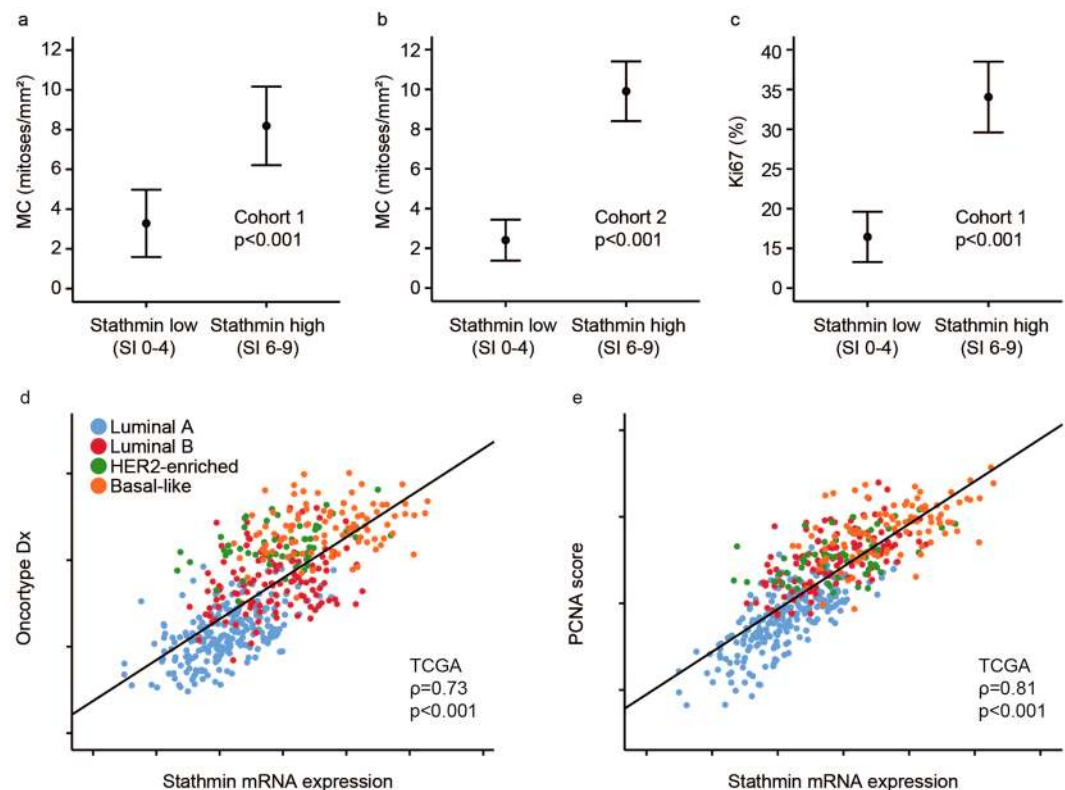 a
12
10
8
6
4
2
0
MC (mitoses/mm²)
Cohort 1
p<0.001
Stathmin low
(SI 0-4)
Stathmin high
(SI 6-9)
b
12
10
8
6
4
2
0
MC (mitoses/mm²)
Cohort 2
p<0.001
Stathmin low
(SI 0-4)
Stathmin high
(SI 6-9)
c
40
35
30
25
20
15
0
Ki67 (%)
Cohort 1
p<0.001
Stathmin low
(SI 0-4)
Stathmin high
(SI 6-9)
d
Luminal A
Luminal B
HER2-enriched
Basal-like
Oncortype Dx
TCGA
ρ=0.73
p<0.001
Stathmin mRNA expression
e
PCNA score
TCGA
ρ=0.81
p<0.001
Stathmin mRNA expression